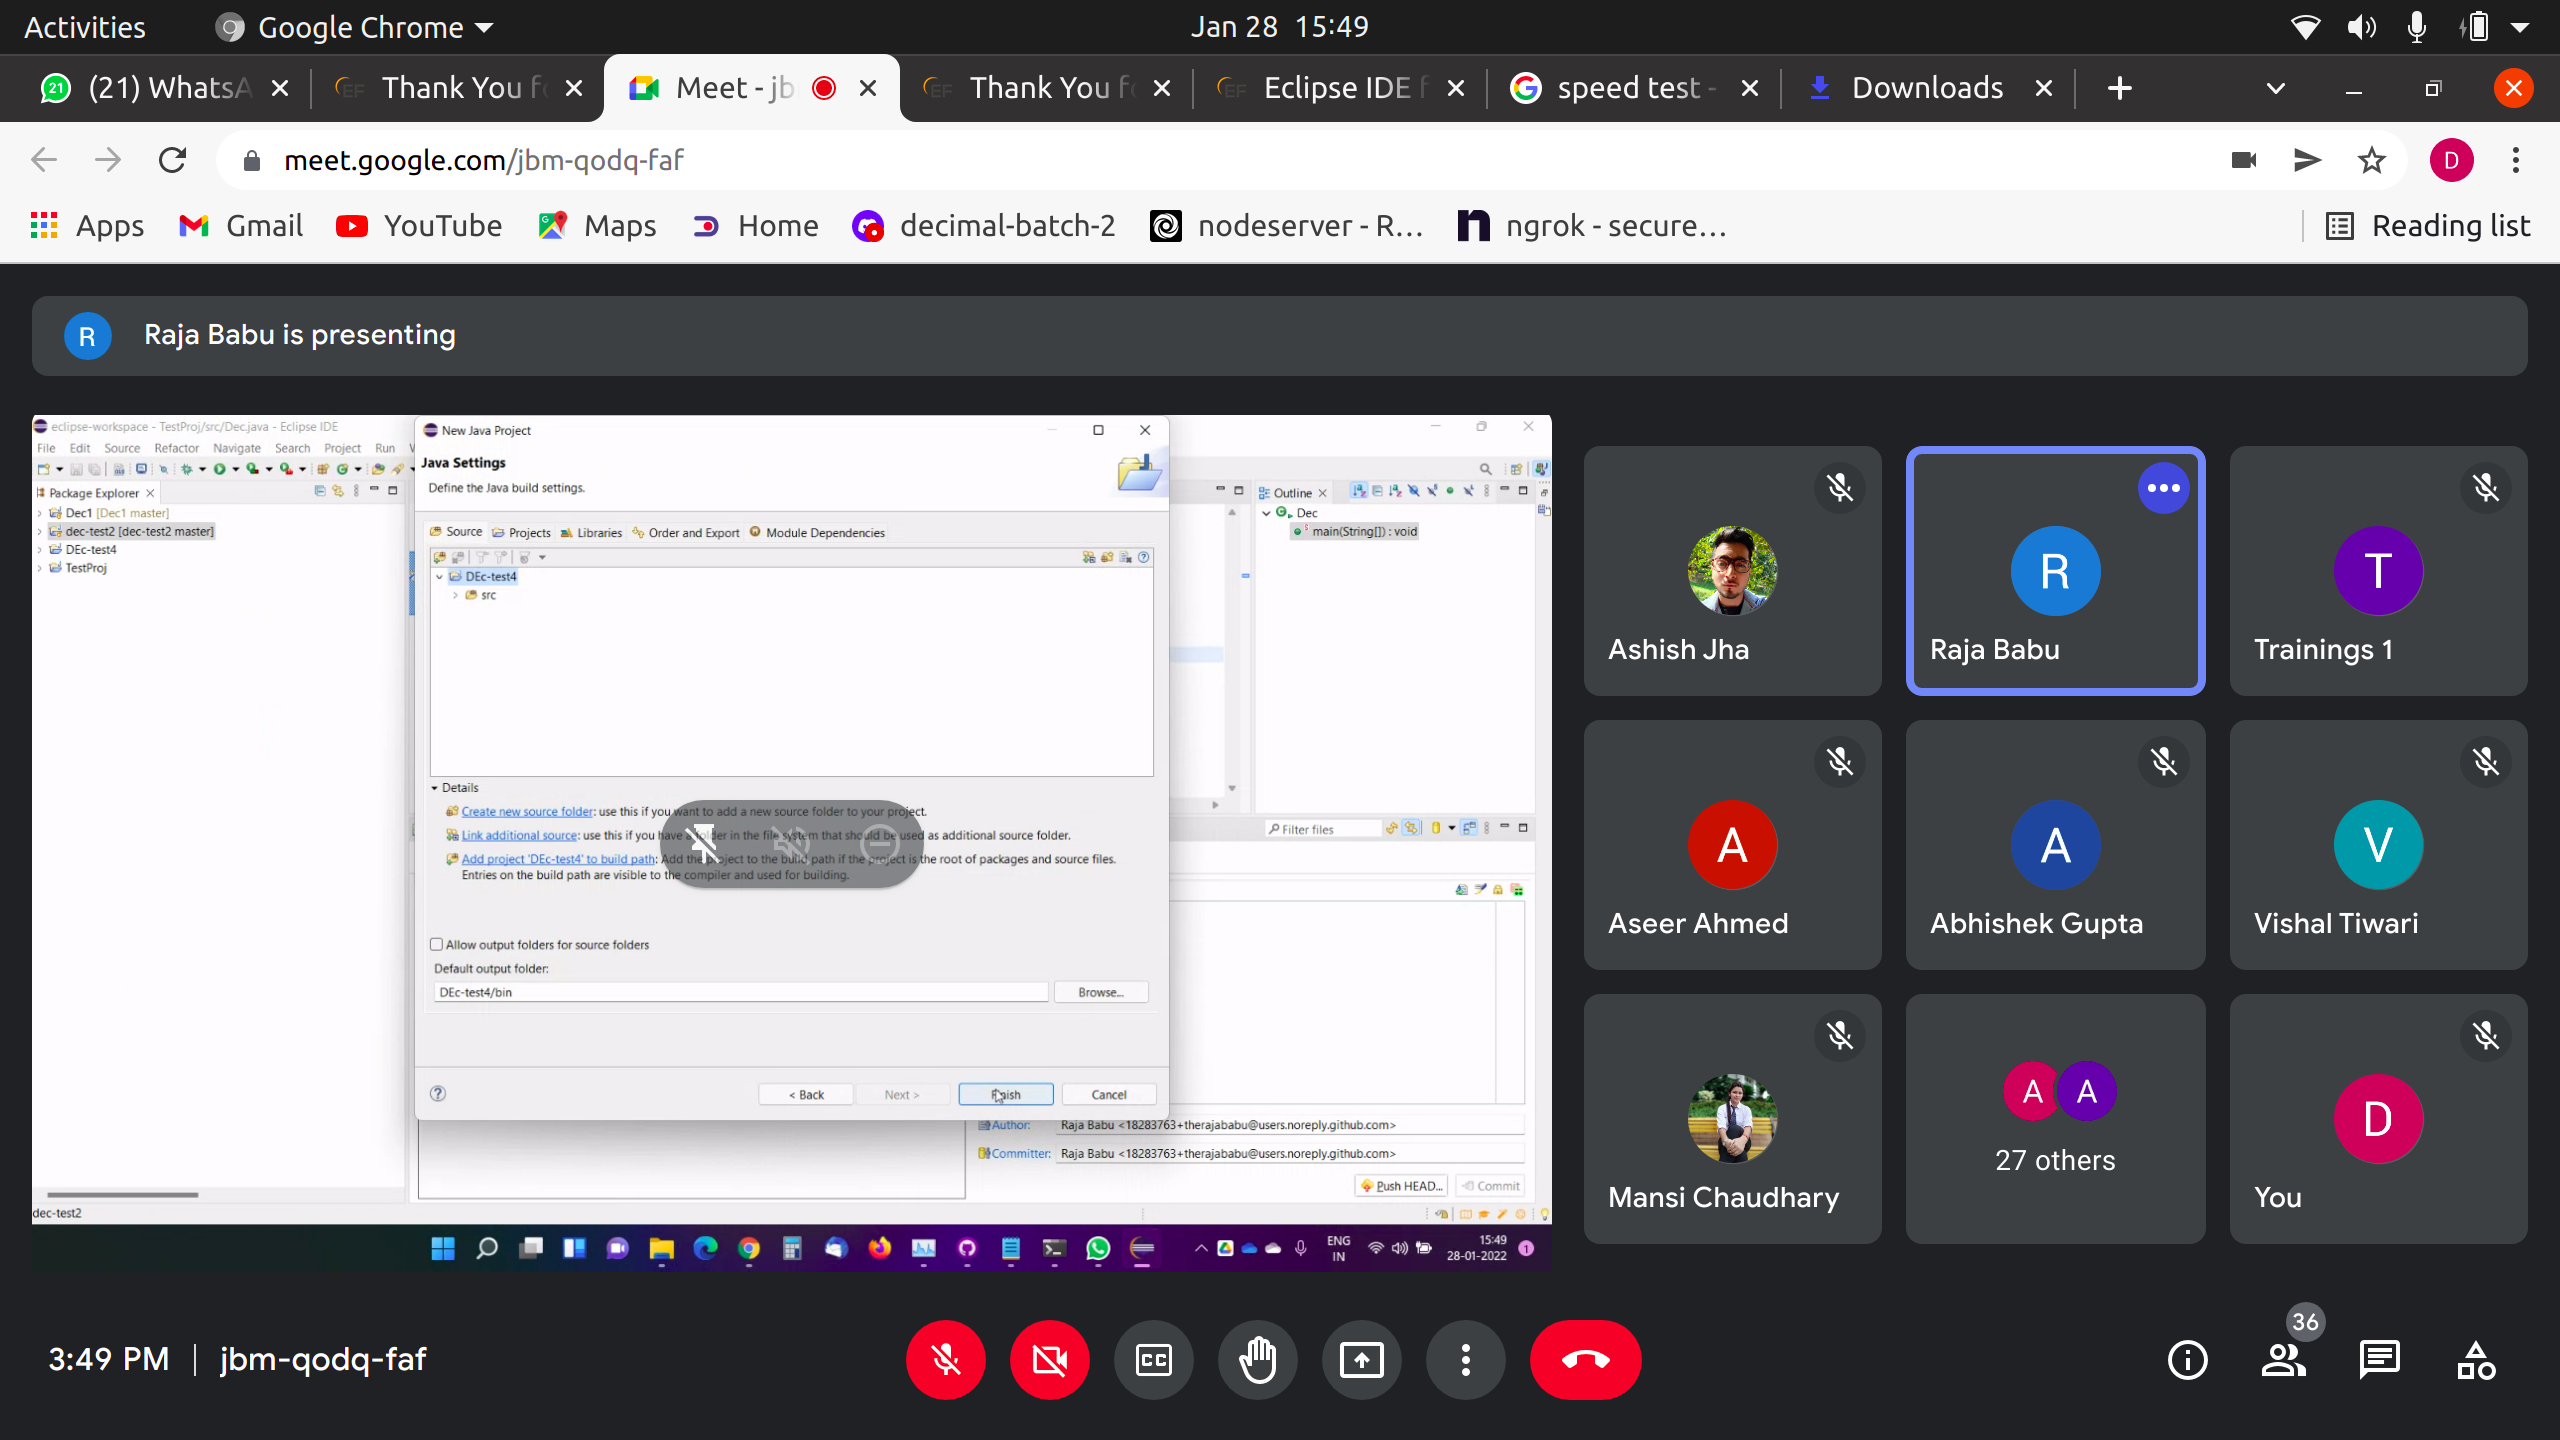 Activities
Google Chrome
Jan 28 15:49
21
(21) WhatsA
Thank You fo
Meet - jb
Thank You fo
Eclipse IDE f
speed test -
Downloads
meet.google.com/jbm-qodq-faf
D
Apps
Gmail
YouTube
Maps
Home
decimal-batch-2
nodeserver - R...
ngrok - secure...
Reading list
R
Raja Babu is presenting
eclipse-workspace - TestProj/src/Dec.java - Eclipse IDE
File Edit Source Refactor Navigate Search Project Run
Package Explorer
Dec1 [Dec1 master]
dec-test2 [dec-test2 master]
DEc-test4
TestProj
New Java Project
Java Settings
Define the Java build settings.
Source Projects Libraries Order and Export Module Dependencies
DEc-test4
src
Details
Create new source folder: use this if you want to add a new source folder to your project.
Link additional source: use this if you have a folder in the file system that should be used as additional source folder.
Add project 'DEc-test4' to build path: Add the project to the build path if the project is the root of packages and source files.
Entries on the build path are visible to the compiler and used for building.
Allow output folders for source folders
Default output folder:
DEc-test4/bin
Browse...
< Back
Next >
Finish
Cancel
Outline
Dec
main(String[]) : void
Filter files
Author: Raja Babu <18283763+therajababu@users.noreply.github.com>
Committer: Raja Babu <18283763+therajababu@users.noreply.github.com>
Push HEAD...
Commit
dec-test2
ENG
IN
15:49
28-01-2022
1
Ashish Jha
R
Raja Babu
T
Trainings 1
A
Aseer Ahmed
A
Abhishek Gupta
V
Vishal Tiwari
Mansi Chaudhary
A A
27 others
D
You
3:49 PM
jbm-qodq-faf
CC
36